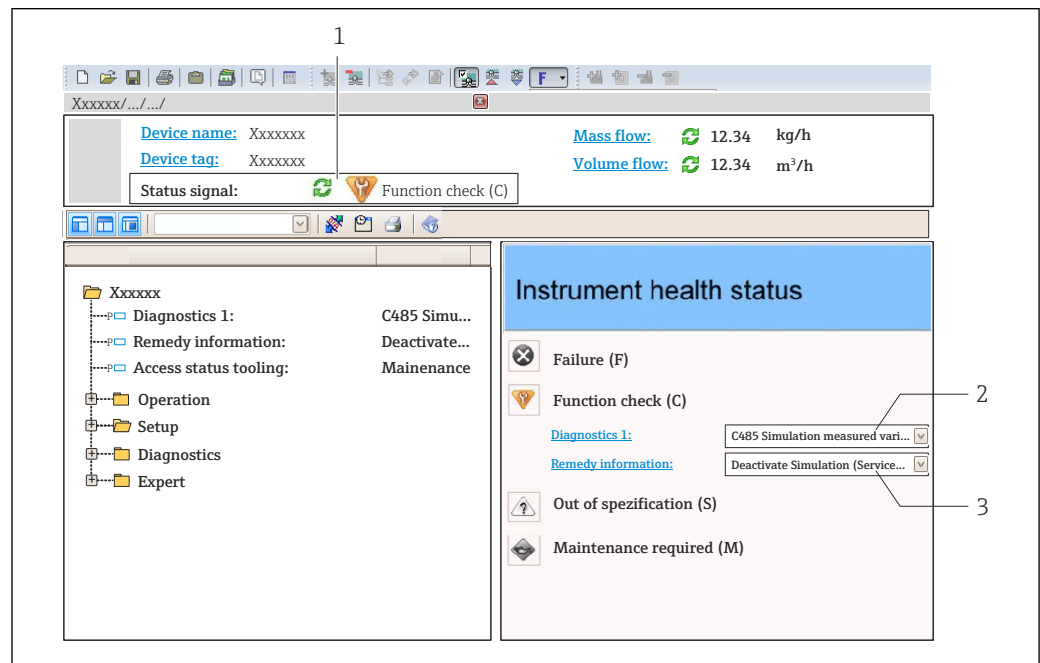 1
F
Xxxxxx/.../.../
Device name: Xxxxxxx
Mass flow: 12.34 kg/h
Device tag: Xxxxxxx
Volume flow: 12.34 m³/h
Status signal: Function check (C)
Xxxxxx
P Diagnostics 1: C485 Simu...
P Remedy information: Deactivate...
P Access status tooling: Mainenance
Operation
Setup
Diagnostics
Expert
Instrument health status
Failure (F)
Function check (C)
2
Diagnostics 1: C485 Simulation measured vari...
Remedy information: Deactivate Simulation (Service...
Out of spezification (S)
3
Maintenance required (M)